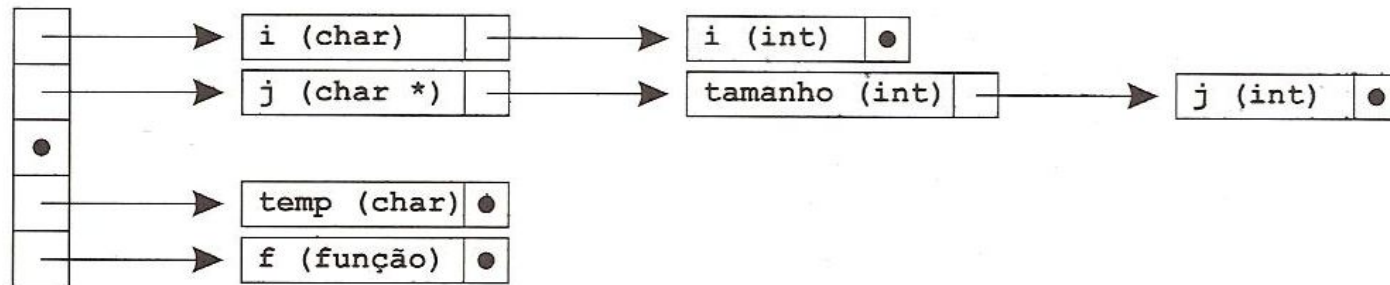 i (char) i (int)
j (char *) tamanho (int) j (int)
temp (char)
f (função)